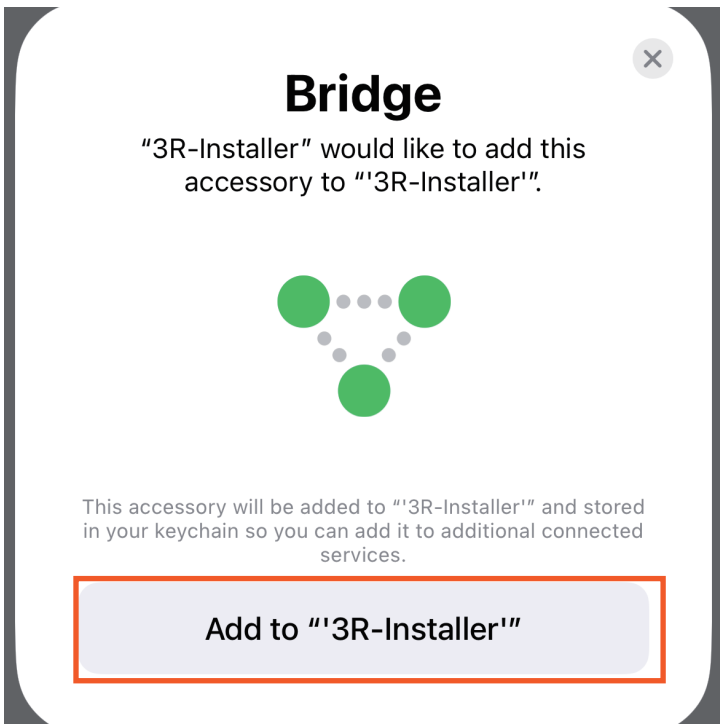 Bridge
“3R-Installer” would like to add this
accessory to “'3R-Installer'”.
This accessory will be added to “'3R-Installer'” and stored
in your keychain so you can add it to additional connected
services.
Add to “'3R-Installer'”